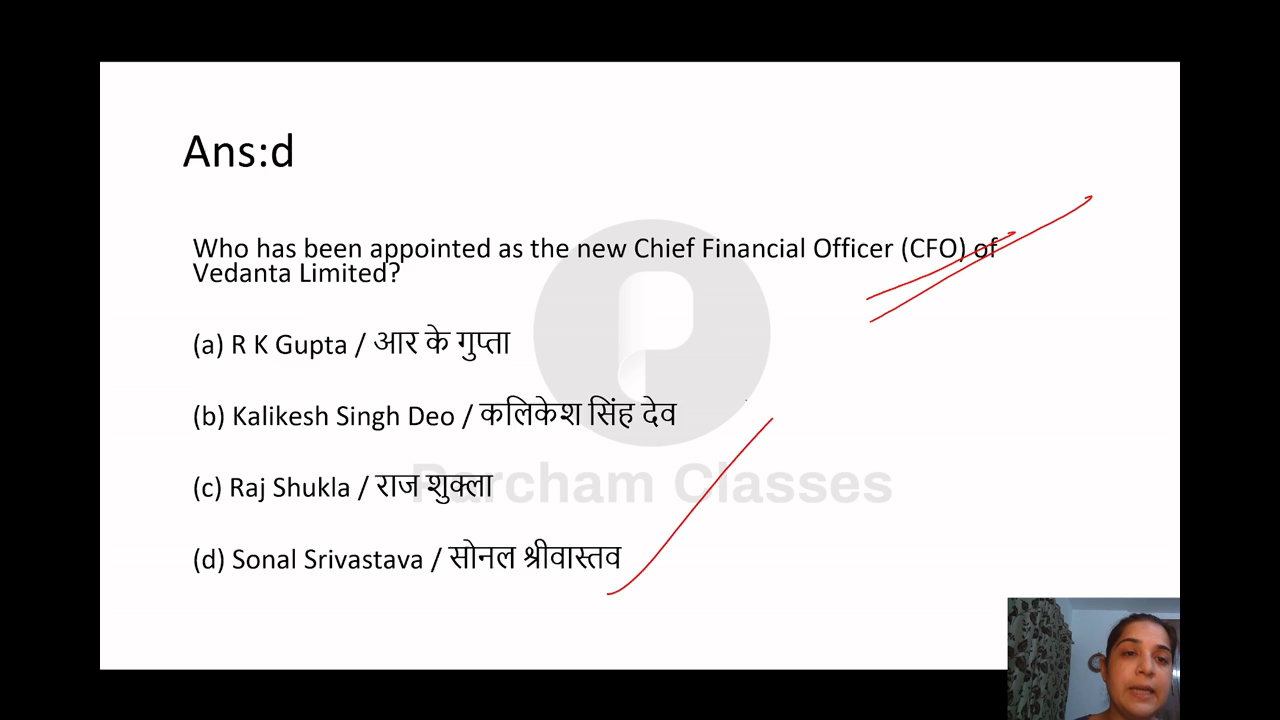 Ans:d
Who has been appointed as the new Chief Financial Officer (CFO) of
Vedanta Limited?
(a) R K Gupta / आर के गुप्ता
(b) Kalikesh Singh Deo / कलिकेश सिंह देव
(c) Raj Shukla / राज शुक्ला
Parcham Classes
(d) Sonal Srivastava / सोनल श्रीवास्तव